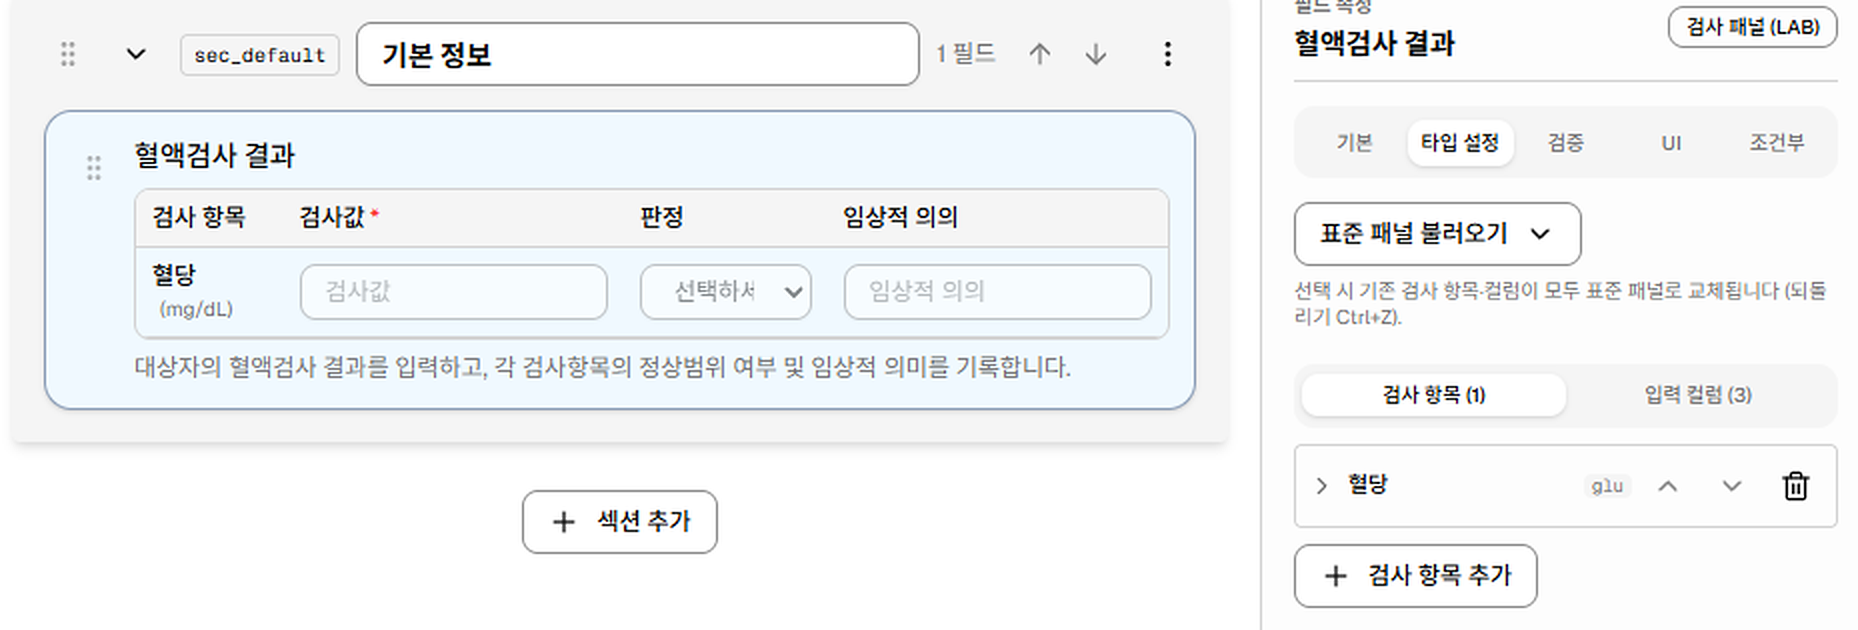 sec_default
기본 정보
1 필드
혈액검사 결과
검사 항목 검사값 * 판정 임상적 의의
혈당
(mg/dL)
검사값 선택하 임상적 의의
대상자의 혈액검사 결과를 입력하고, 각 검사항목의 정상범위 여부 및 임상적 의미를 기록합니다.
+ 섹션 추가
필드 속성
혈액검사 결과
검사 패널 (LAB)
기본 타입 설정 검증 UI 조건부
표준 패널 불러오기
선택 시 기존 검사 항목·컬럼이 모두 표준 패널로 교체됩니다 (되돌
리기 Ctrl+Z).
검사 항목 (1) 입력 컬럼 (3)
혈당 glu
+ 검사 항목 추가